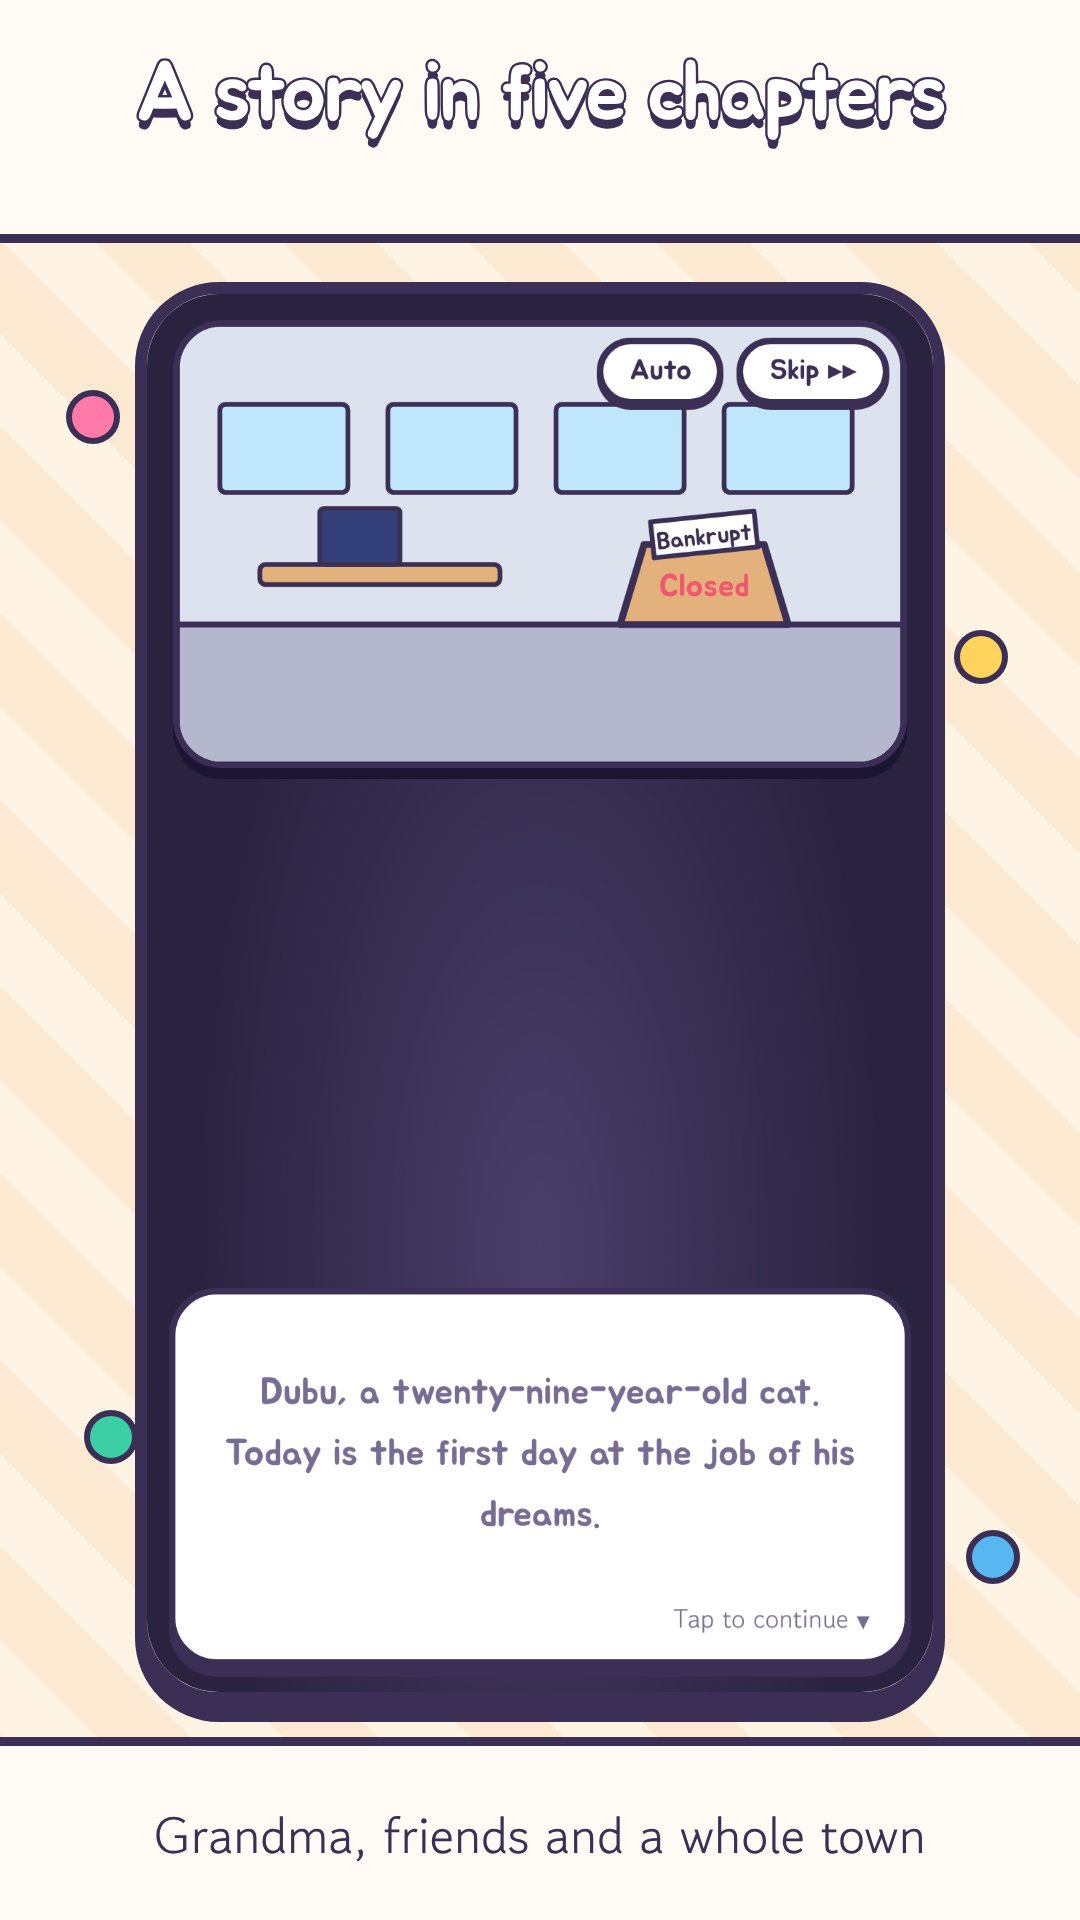 A story in five chapters
Auto
Skip ▶▶
Bankrupt
Closed
Dubu, a twenty-nine-year-old cat.
Today is the first day at the job of his
dreams.
Tap to continue ▼
Grandma, friends and a whole town